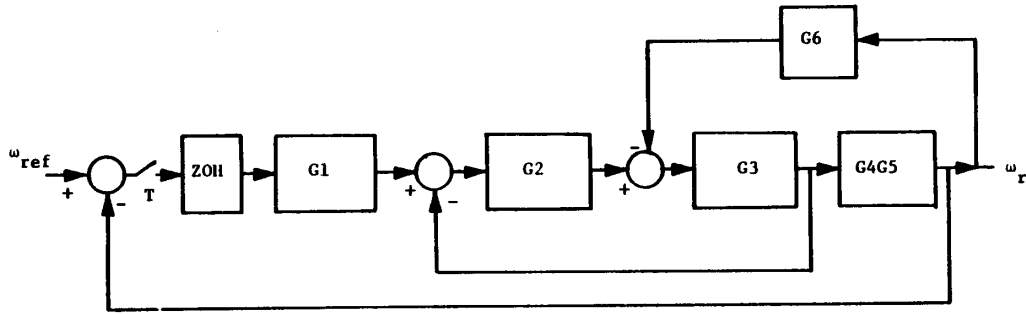 G6
ω_ref
+
-
T
ZOH
G1
+
-
G2
-
+
G3
G4G5
ω_r